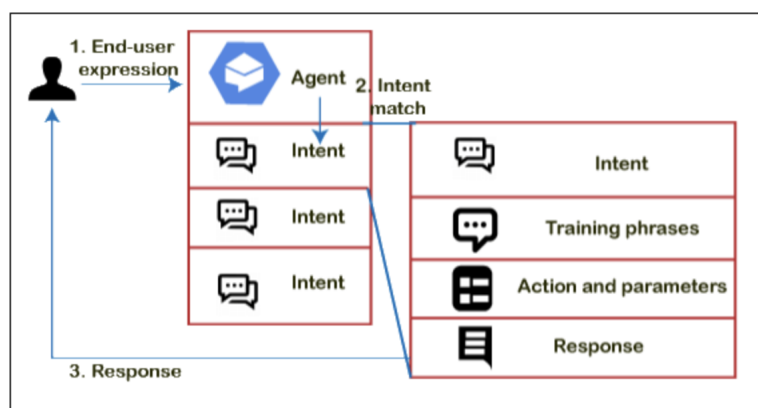 1. End-user
expression
Agent
2. Intent
match
Intent
Intent
Intent
Intent
Training phrases
Action and parameters
Response
3. Response